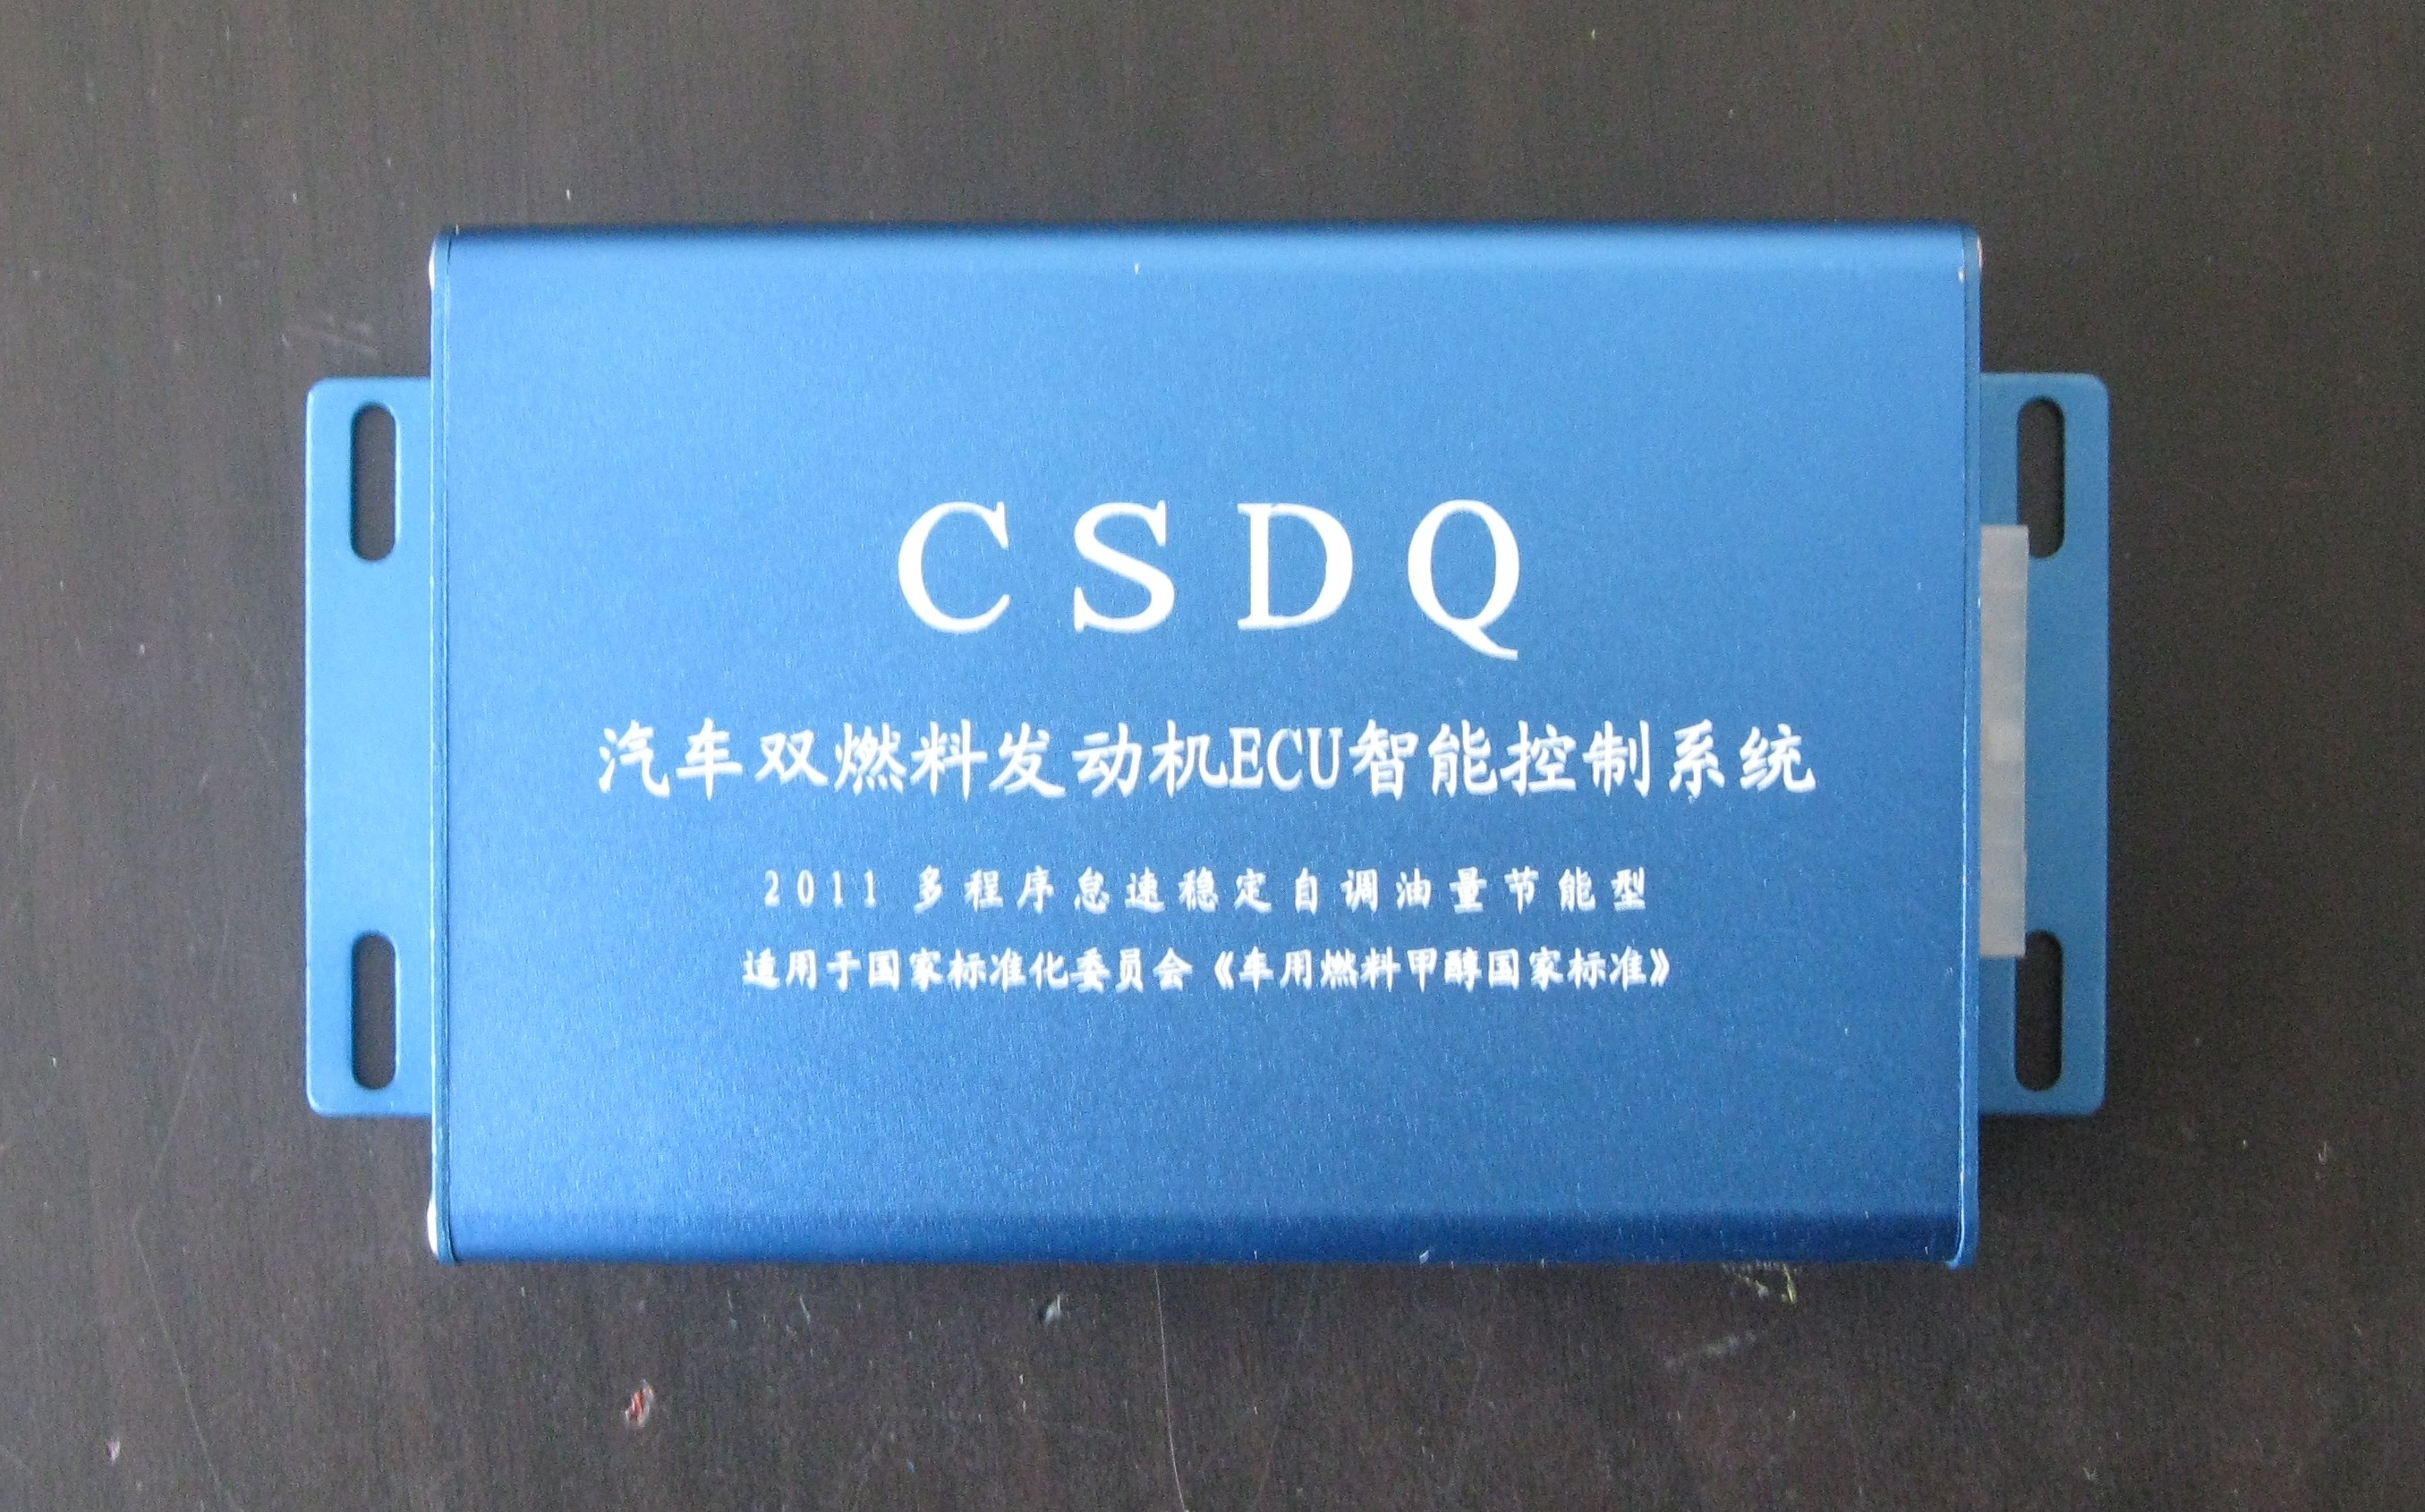 CSDQ
汽车双燃料发动机ECU智能控制系统
2011 多程序怠速稳定自调油量节能型
适用于国家标准化委员会《车用燃料甲醇国家标准》